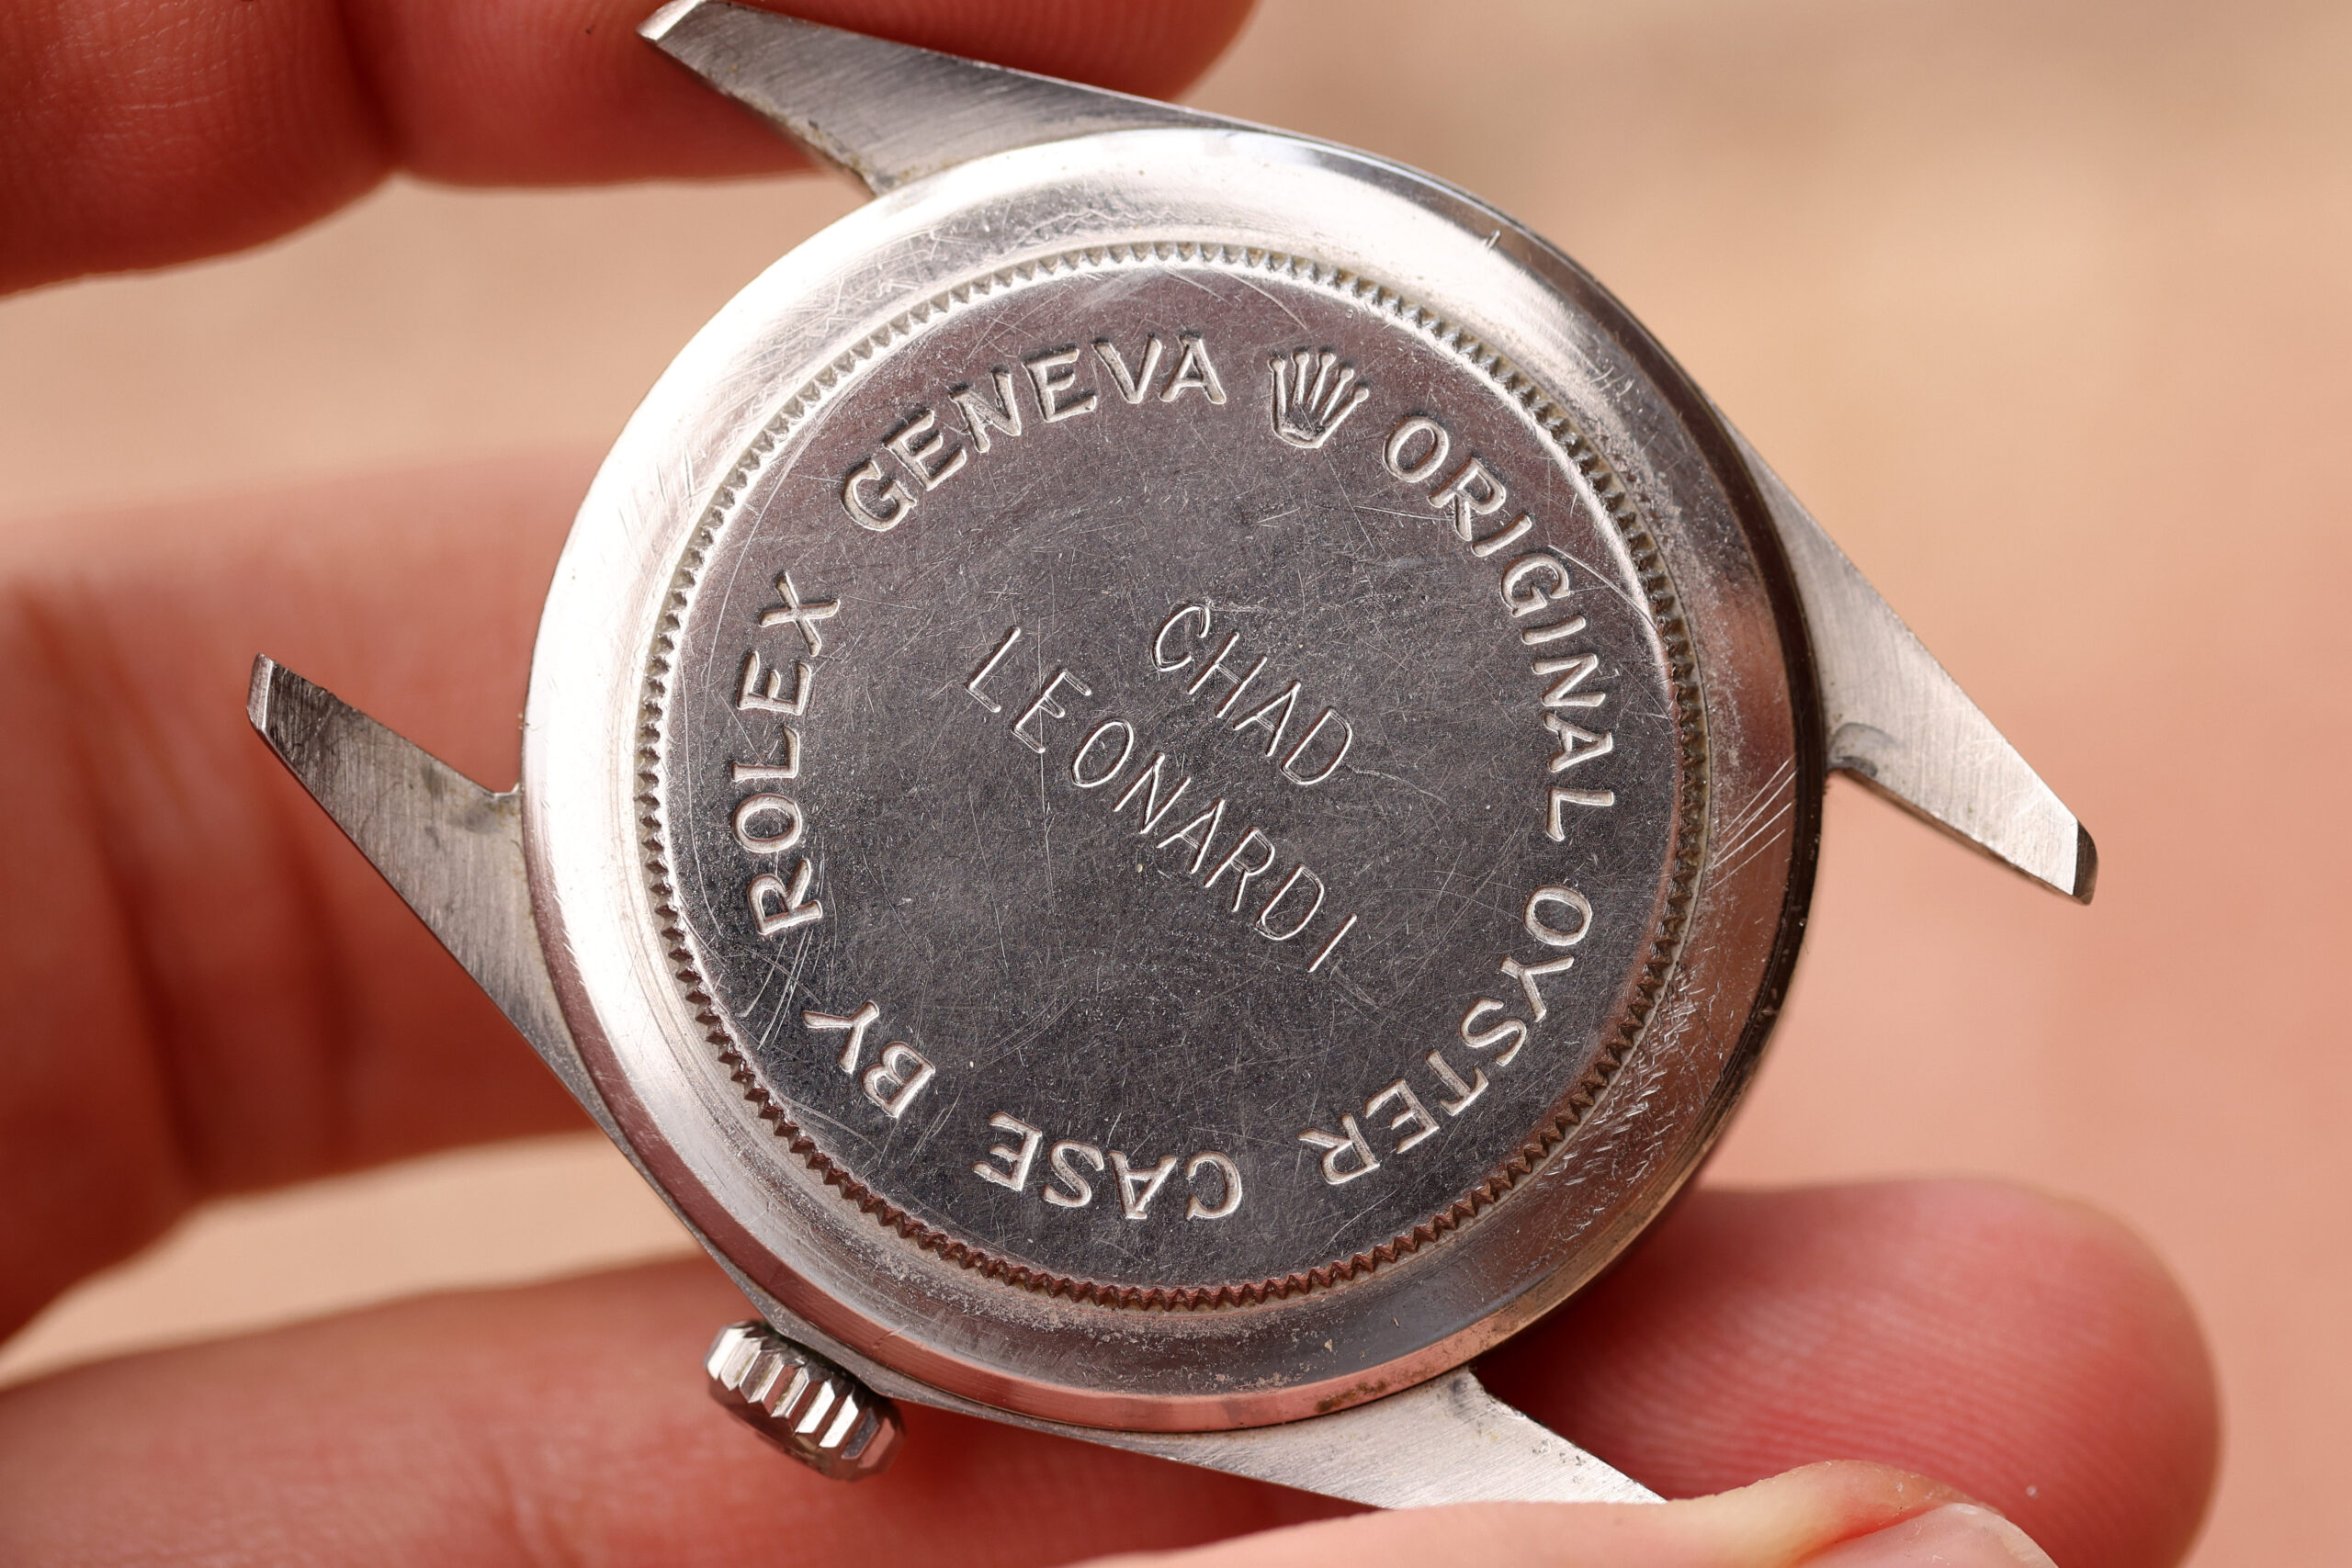 ORIGINAL OYSTER CASE BY ROLEX GENEVA
CHAD
LEONARDI